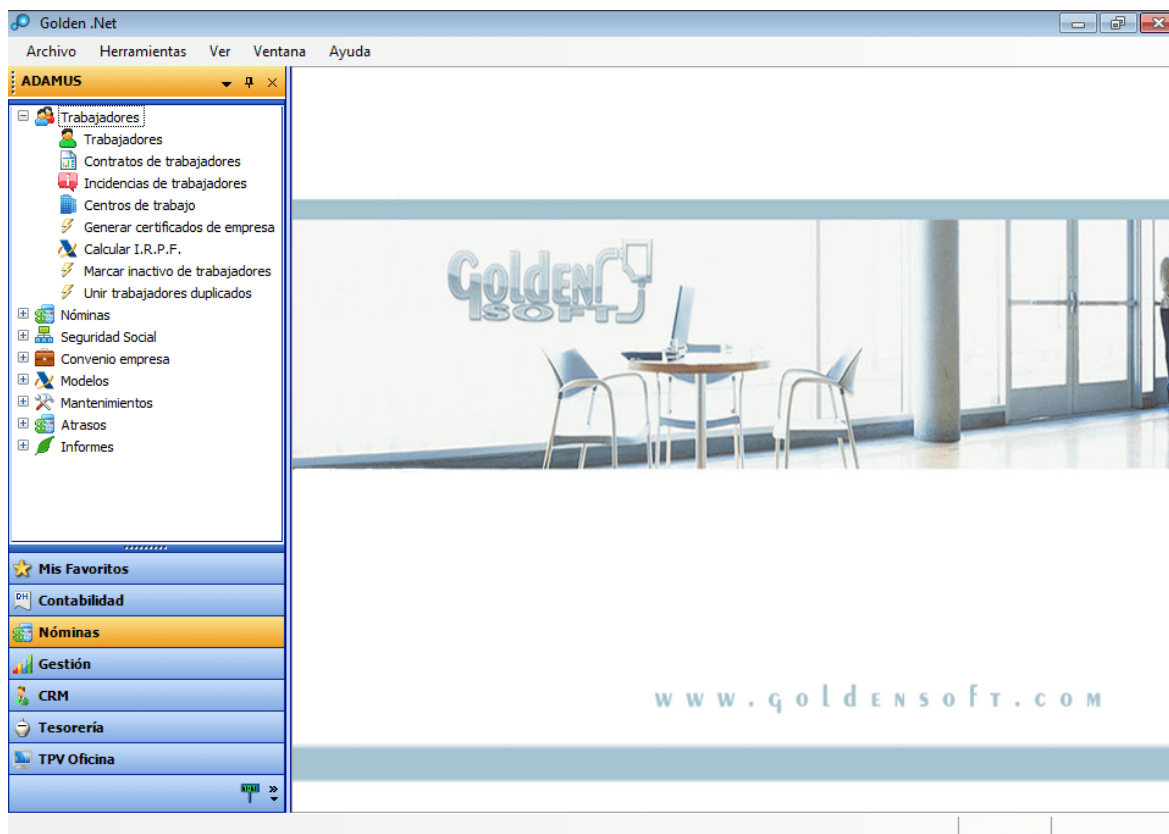 Golden .Net
Archivo Herramientas Ver Ventana Ayuda
ADAMUS
Trabajadores
Trabajadores
Contratos de trabajadores
Incidencias de trabajadores
Centros de trabajo
Generar certificados de empresa
Calcular I.R.P.F.
Marcar inactivo de trabajadores
Unir trabajadores duplicados
Nóminas
Seguridad Social
Convenio empresa
Modelos
Mantenimientos
Atrasos
Informes
Mis Favoritos
DH Contabilidad
Nóminas
Gestión
CRM
Tesorería
TPV Oficina
GoldenSoft
www.goldensoft.com